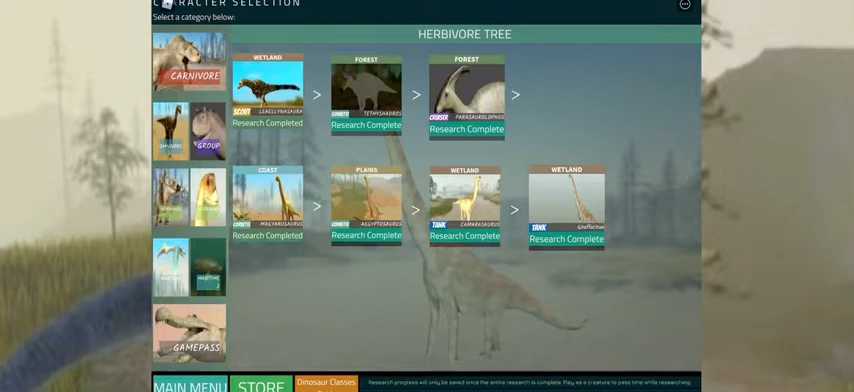 CHARACTER SELECTION
Select a category below:
HERBIVORE TREE
CARNIVORE
GROUP
GAMEPASS
WETLAND
SCOUT LEAELLYNASAURA
Research Completed
>
FOREST
TETHYSHADROS
Research Complete
>
FOREST
CRUISER PARASAUROLOPHUS
Research Complete
>
COAST
MAGYAROSAURUS
Research Completed
>
PLAINS
AEGYPTOSAURUS
Research Complete
>
WETLAND
TANK CAMARASAURUS
Research Complete
>
WETLAND
TANK Giraffatitan
Research Complete
MAIN MENU
STORE
Dinosaur Classes
Research progress will only be saved once the entire research is complete. Play as a creature to pass time while researching.